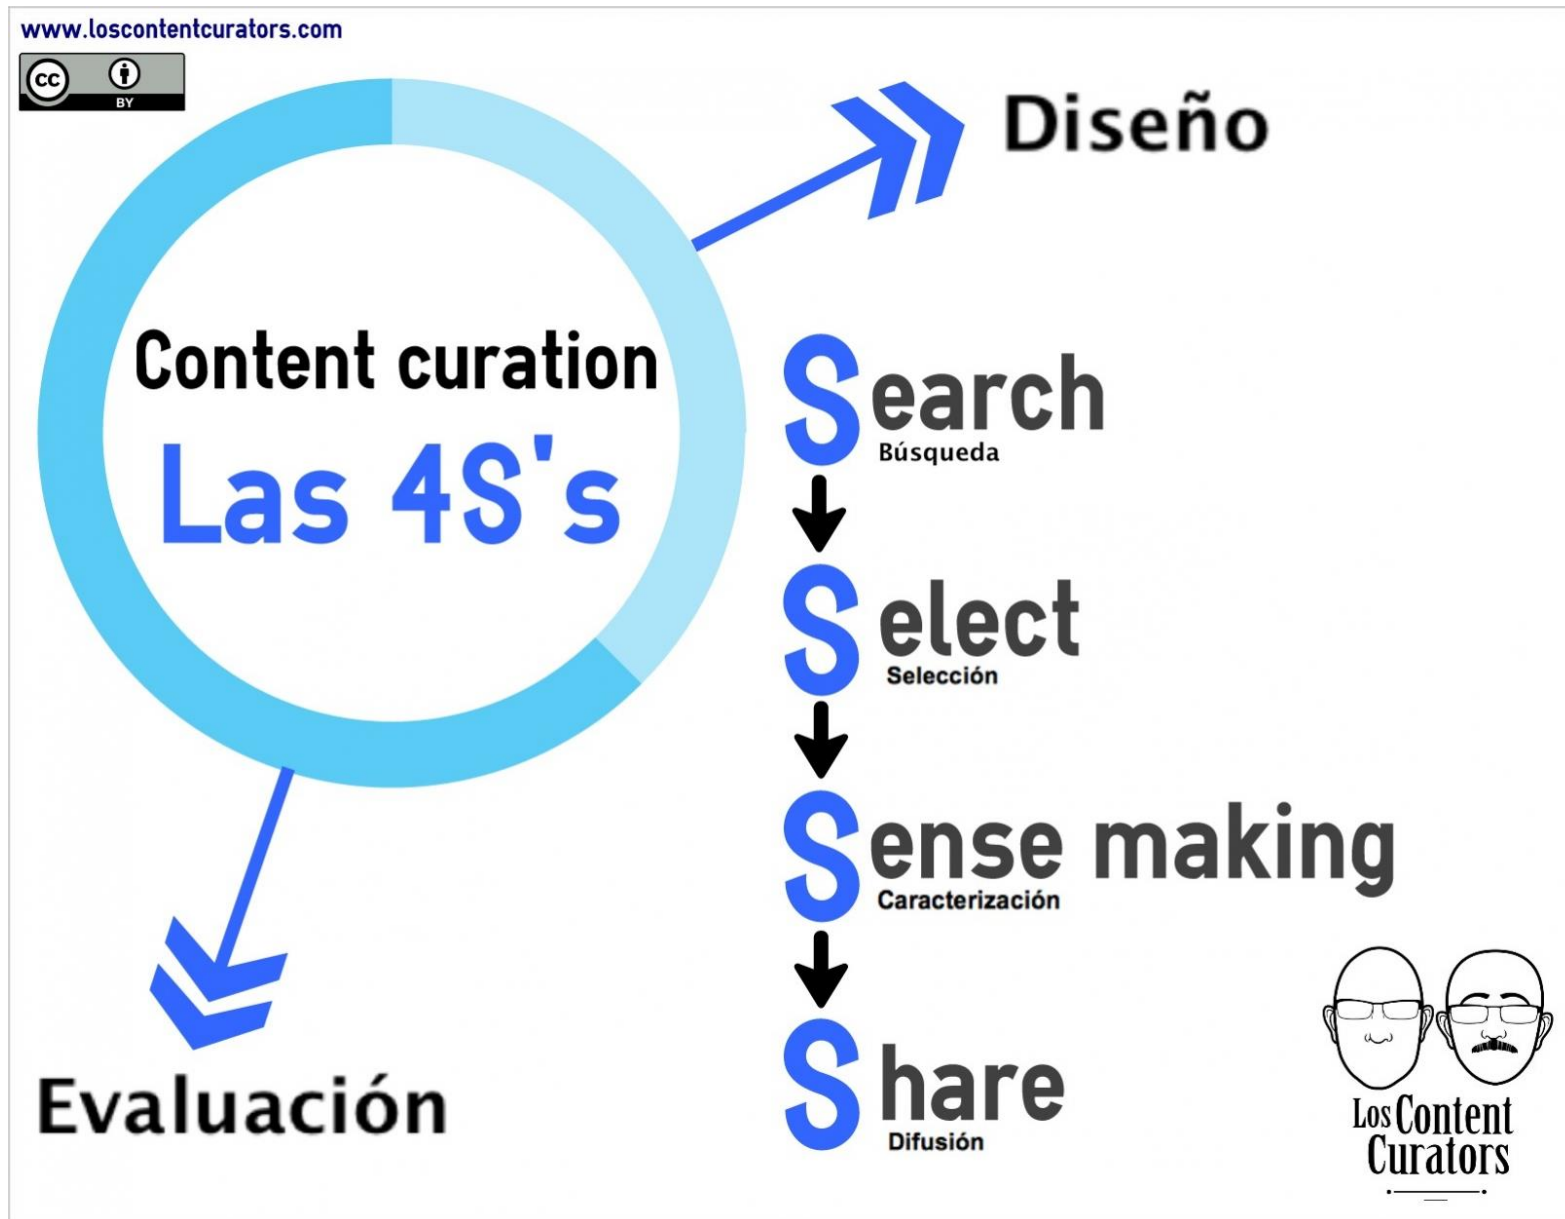 www.loscontentcurators.com
cc
BY
Diseño
Content curation
Las 4S's
Search
Búsqueda
Select
Selección
Sense making
Caracterización
Share
Difusión
Evaluación
Los Content
Curators